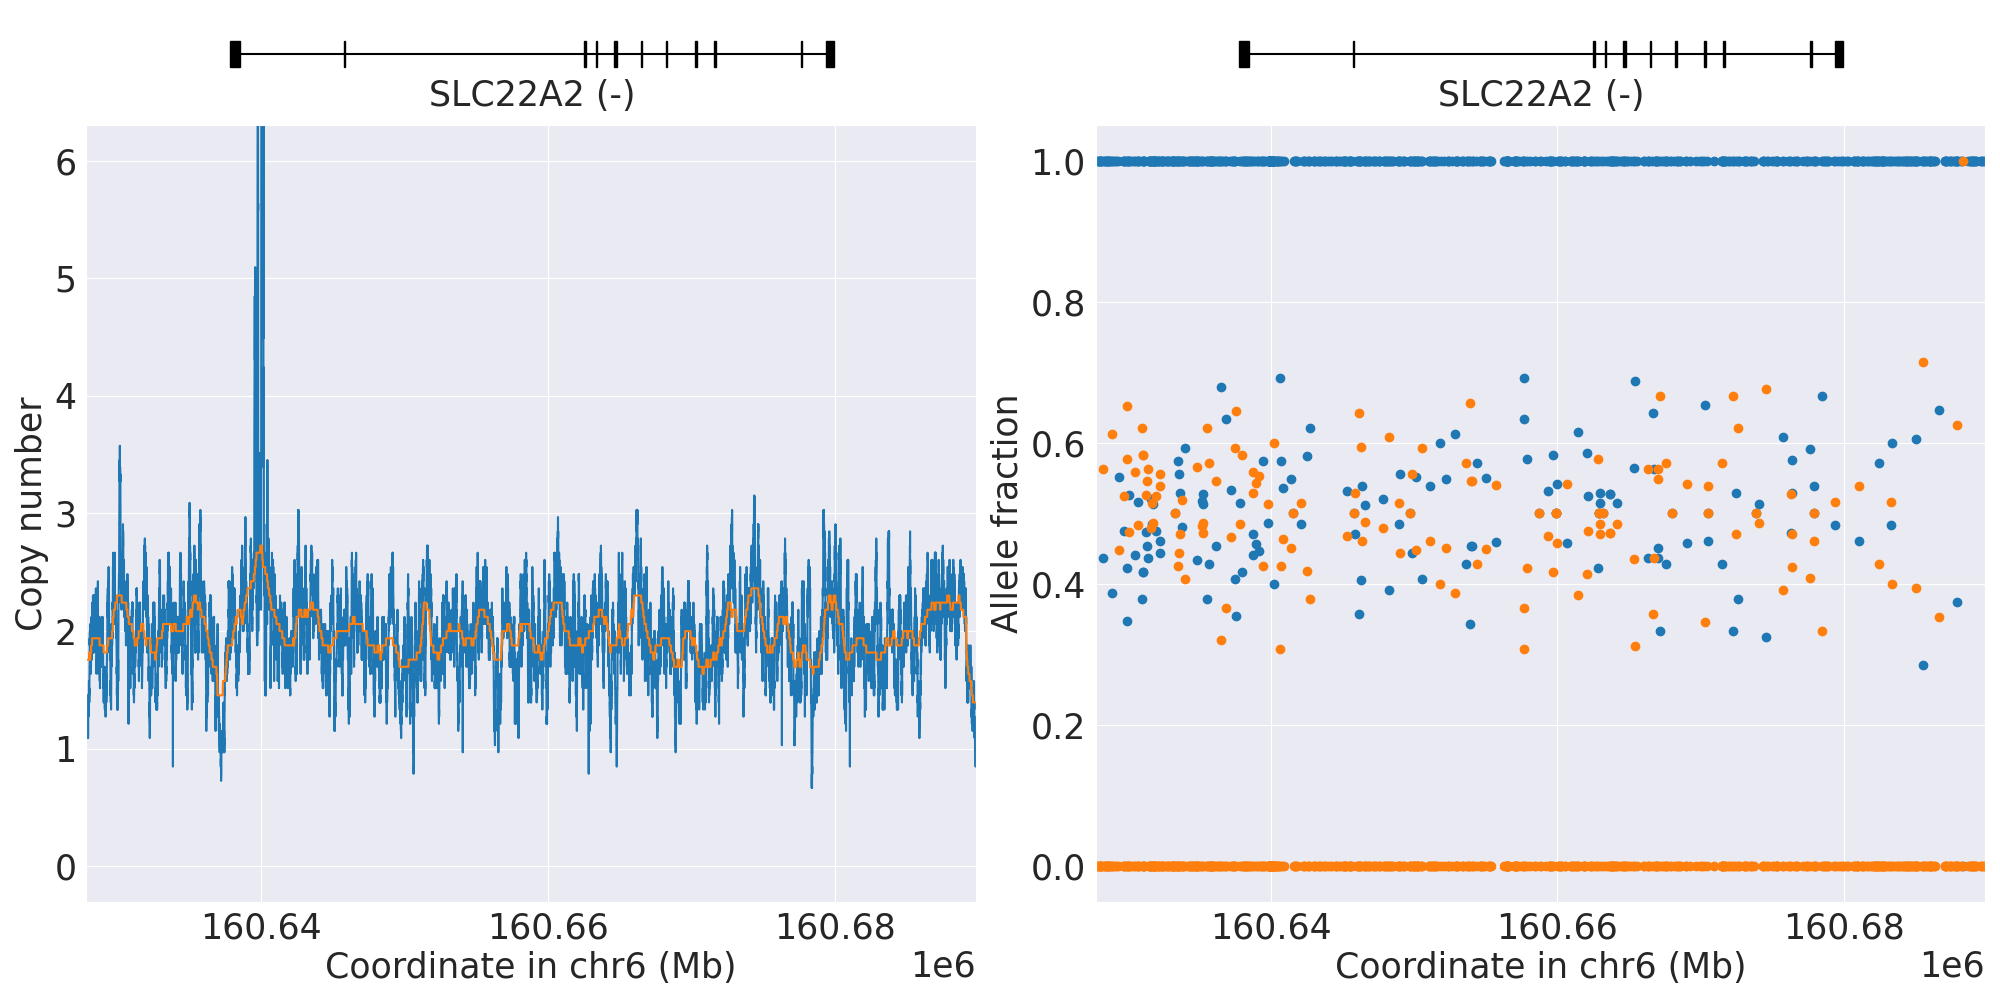 SLC22A2 (-)
6
5
4
3
2
1
0
Copy number
160.64
160.66
160.68
Coordinate in chr6 (Mb)
1e6
SLC22A2 (-)
1.0
0.8
0.6
0.4
0.2
0.0
Allele fraction
160.64
160.66
160.68
Coordinate in chr6 (Mb)
1e6